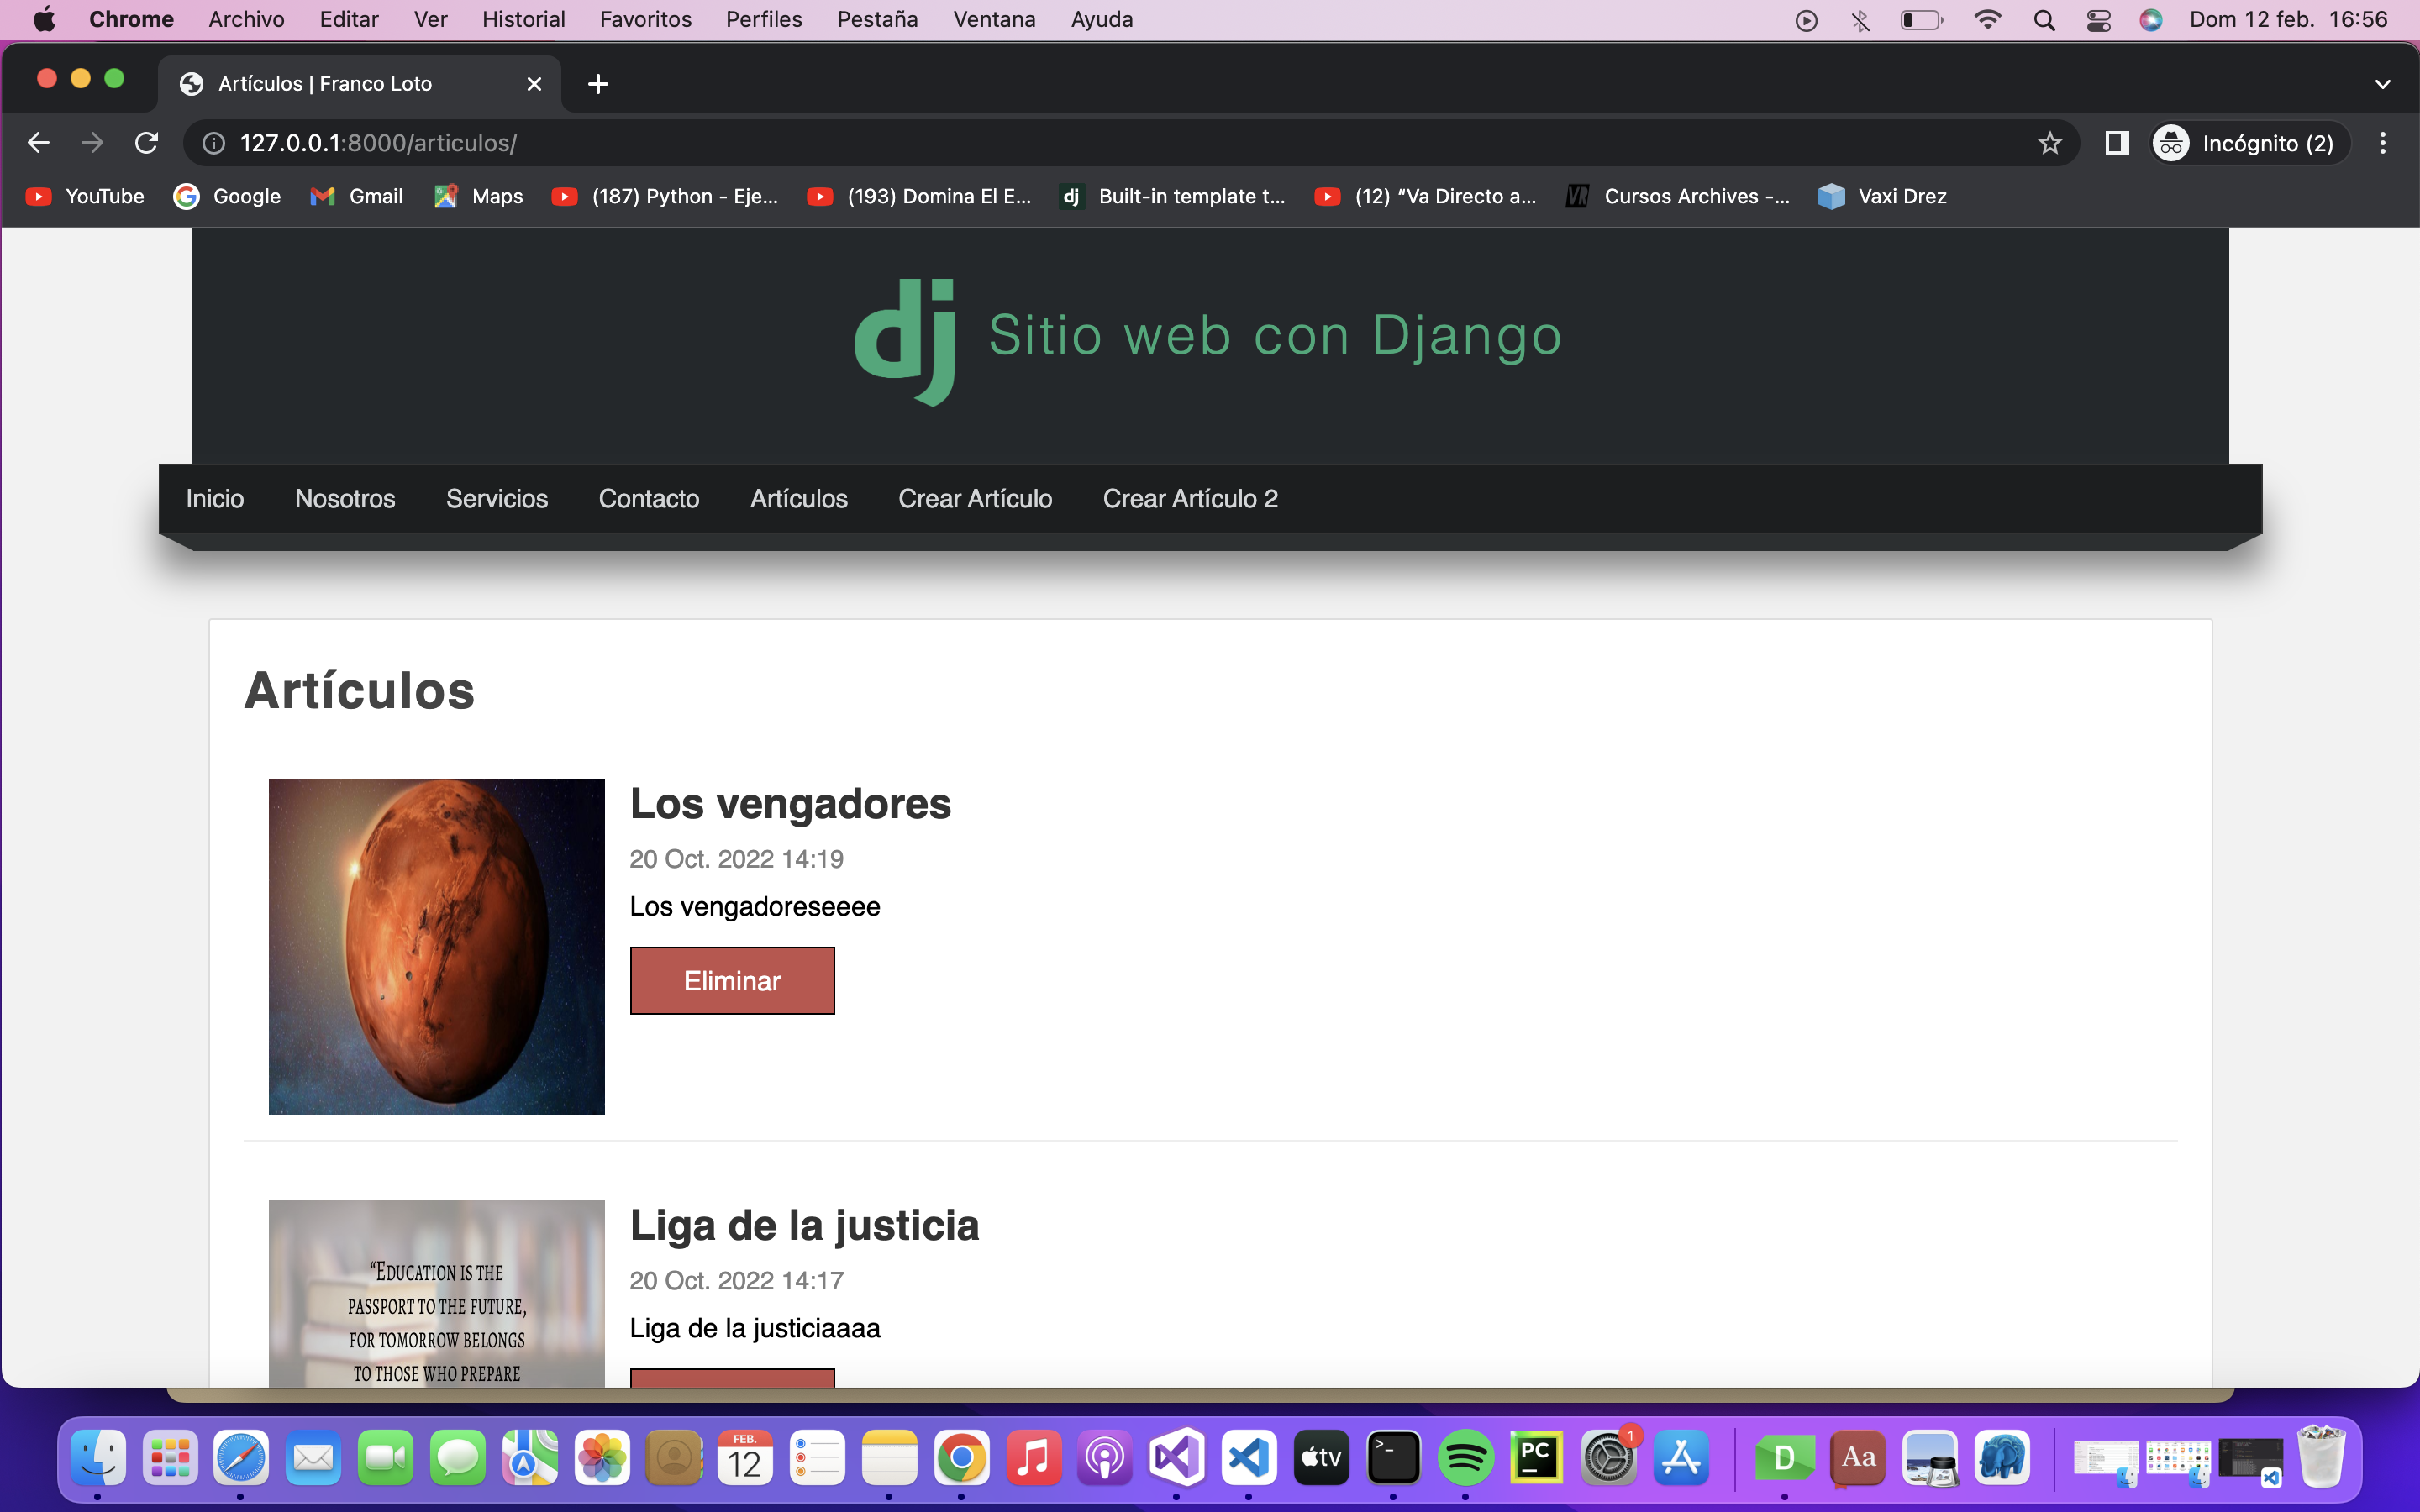 Chrome Archivo Editar Ver Historial Favoritos Perfiles Pestaña Ventana Ayuda Dom 12 feb. 16:56
Artículos | Franco Loto
127.0.0.1:8000/articulos/ Incógnito (2)
YouTube Google Gmail Maps (187) Python - Eje... (193) Domina El E... dj Built-in template t... (12) “Va Directo a... VR Cursos Archives -... Vaxi Drez
dj Sitio web con Django
Inicio Nosotros Servicios Contacto Artículos Crear Artículo Crear Artículo 2
Artículos
Los vengadores
20 Oct. 2022 14:19
Los vengadoreseeee
Eliminar
Liga de la justicia
20 Oct. 2022 14:17
Liga de la justiciaaaa
“EDUCATION IS THE
PASSPORT TO THE FUTURE,
FOR TOMORROW BELONGS
TO THOSE WHO PREPARE
FEB.
12
tv
PC
1
D
Aa